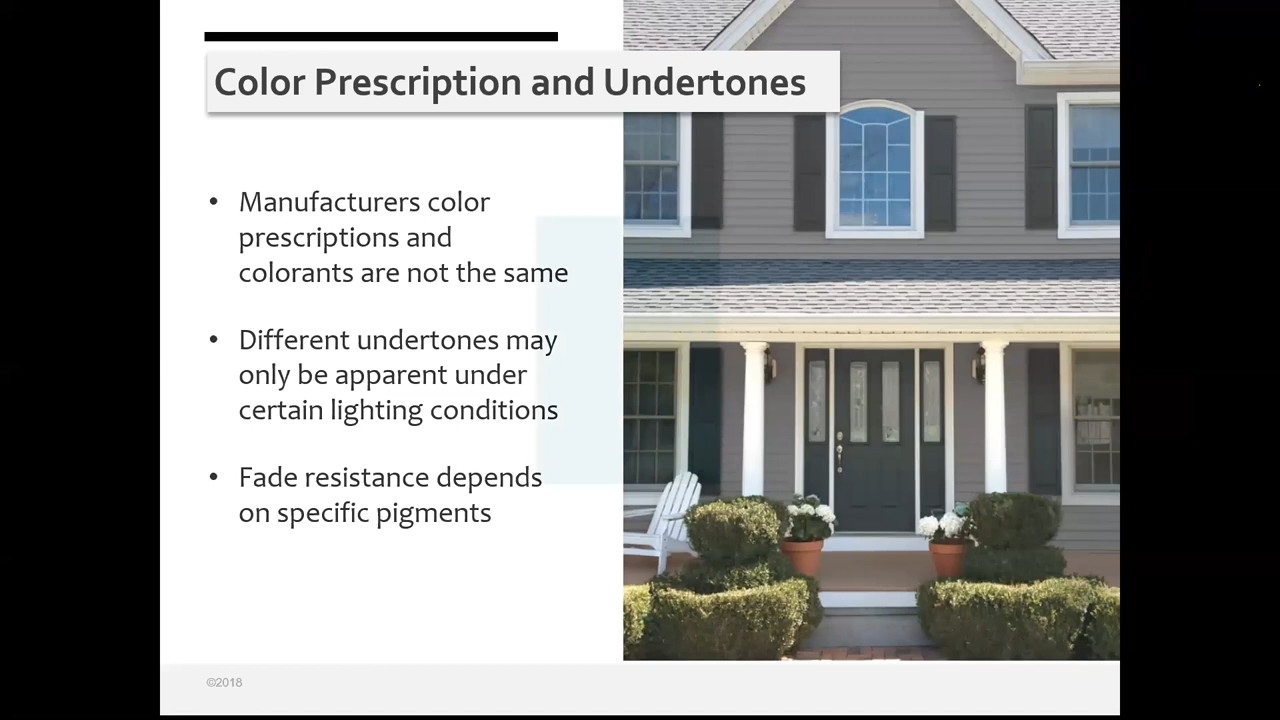 Color Prescription and Undertones
• Manufacturers color
prescriptions and
colorants are not the same
• Different undertones may
only be apparent under
certain lighting conditions
• Fade resistance depends
on specific pigments
©2018